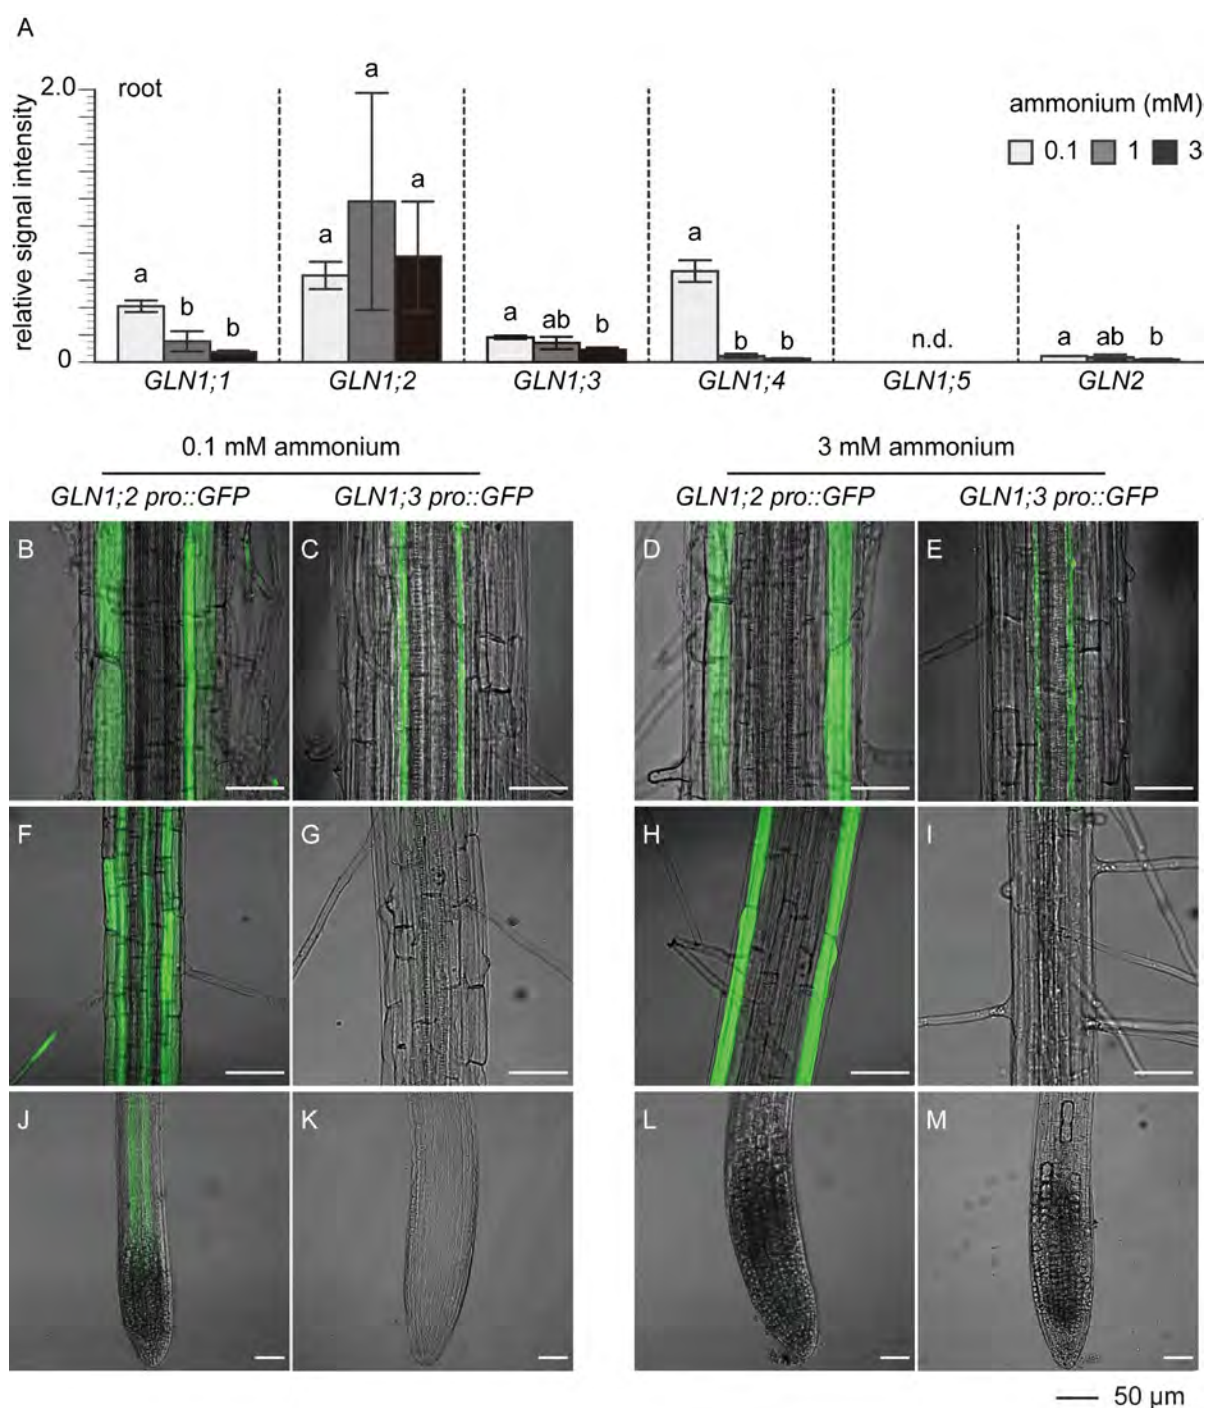 A
relative signal intensity
2.0
0
root
a
b
b
a
a
a
a
ab
b
a
b
b
n.d.
a
ab
b
ammonium (mM)
0.1 1 3
GLN1;1 GLN1;2 GLN1;3 GLN1;4 GLN1;5 GLN2
0.1 mM ammonium 3 mM ammonium
GLN1;2 pro::GFP GLN1;3 pro::GFP GLN1;2 pro::GFP GLN1;3 pro::GFP
B C D E
F G H I
J K L M
50 µm